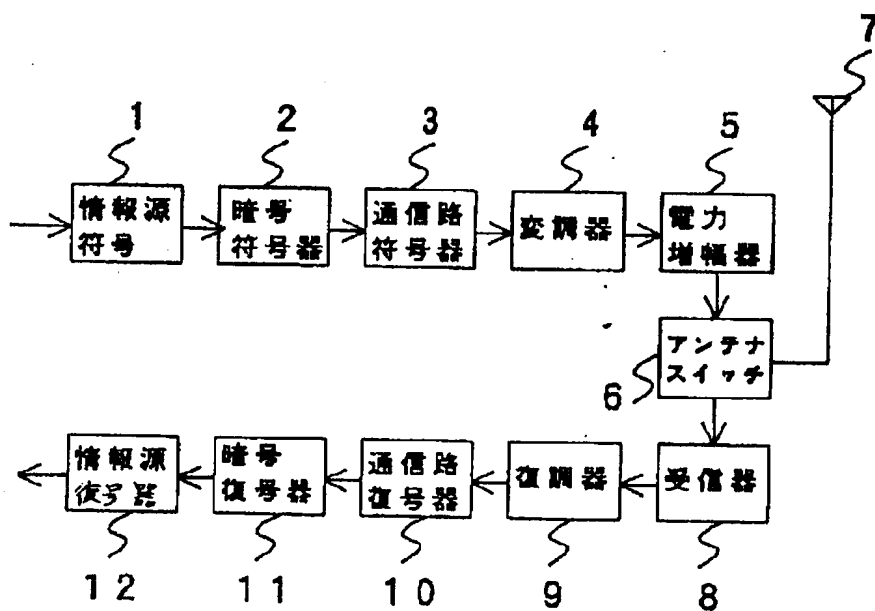 7
1
2
3
4
5
情報源
符号
暗号
符号器
通信路
符号器
変調器
電力
増幅器
アンテナ
スイッチ
6
情報源
復号器
暗号
復号器
通信路
復号器
復調器
受信器
12
11
10
9
8